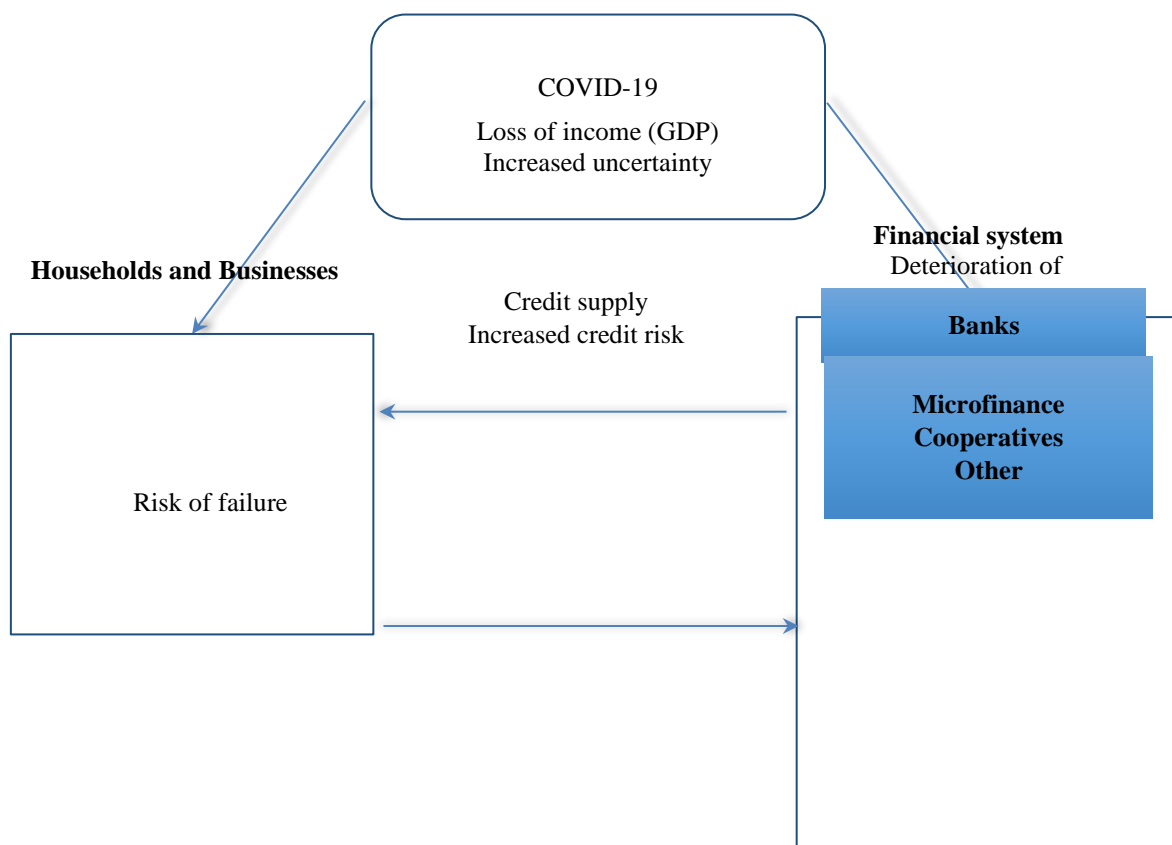 COVID-19
Loss of income (GDP)
Increased uncertainty
Households and Businesses
Financial system
Deterioration of
Credit supply
Increased credit risk
Banks
Microfinance
Cooperatives
Other
Risk of failure